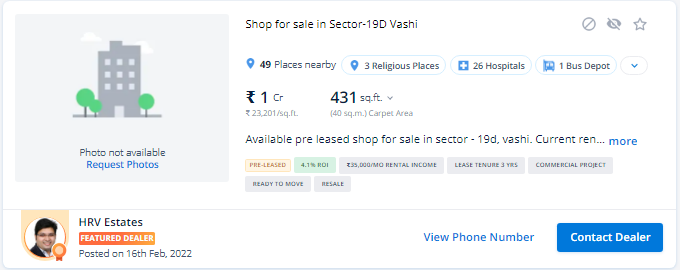 Shop for sale in Sector-19D Vashi
49 Places nearby
3 Religious Places
26 Hospitals
1 Bus Depot
₹ 1 Cr
431 sq.ft.
₹ 23,201/sq.ft.
(40 sq.m.) Carpet Area
Photo not available
Request Photos
Available pre leased shop for sale in sector - 19d, vashi. Current ren... more
PRE-LEASED
4.1% ROI
₹35,000/MO RENTAL INCOME
LEASE TENURE 3 YRS
COMMERCIAL PROJECT
READY TO MOVE
RESALE
HRV Estates
FEATURED DEALER
Posted on 16th Feb, 2022
View Phone Number
Contact Dealer